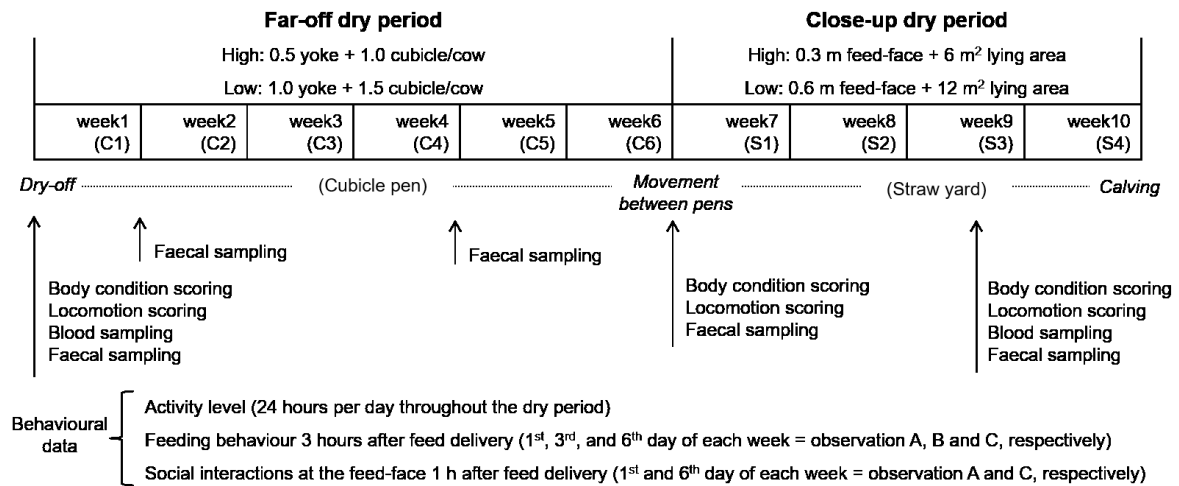 Far-off dry period
Close-up dry period
High: 0.5 yoke + 1.0 cubicle/cow
Low: 1.0 yoke + 1.5 cubicle/cow
High: 0.3 m feed-face + 6 m² lying area
Low: 0.6 m feed-face + 12 m² lying area
week1 (C1)
week2 (C2)
week3 (C3)
week4 (C4)
week5 (C5)
week6 (C6)
week7 (S1)
week8 (S2)
week9 (S3)
week10 (S4)
Dry-off
(Cubicle pen)
Movement
between pens
(Straw yard)
Calving
Faecal sampling
Faecal sampling
Body condition scoring
Locomotion scoring
Blood sampling
Faecal sampling
Body condition scoring
Locomotion scoring
Faecal sampling
Body condition scoring
Locomotion scoring
Blood sampling
Faecal sampling
Behavioural
data
Activity level (24 hours per day throughout the dry period)
Feeding behaviour 3 hours after feed delivery (1st, 3rd, and 6th day of each week = observation A, B and C, respectively)
Social interactions at the feed-face 1 h after feed delivery (1st and 6th day of each week = observation A and C, respectively)